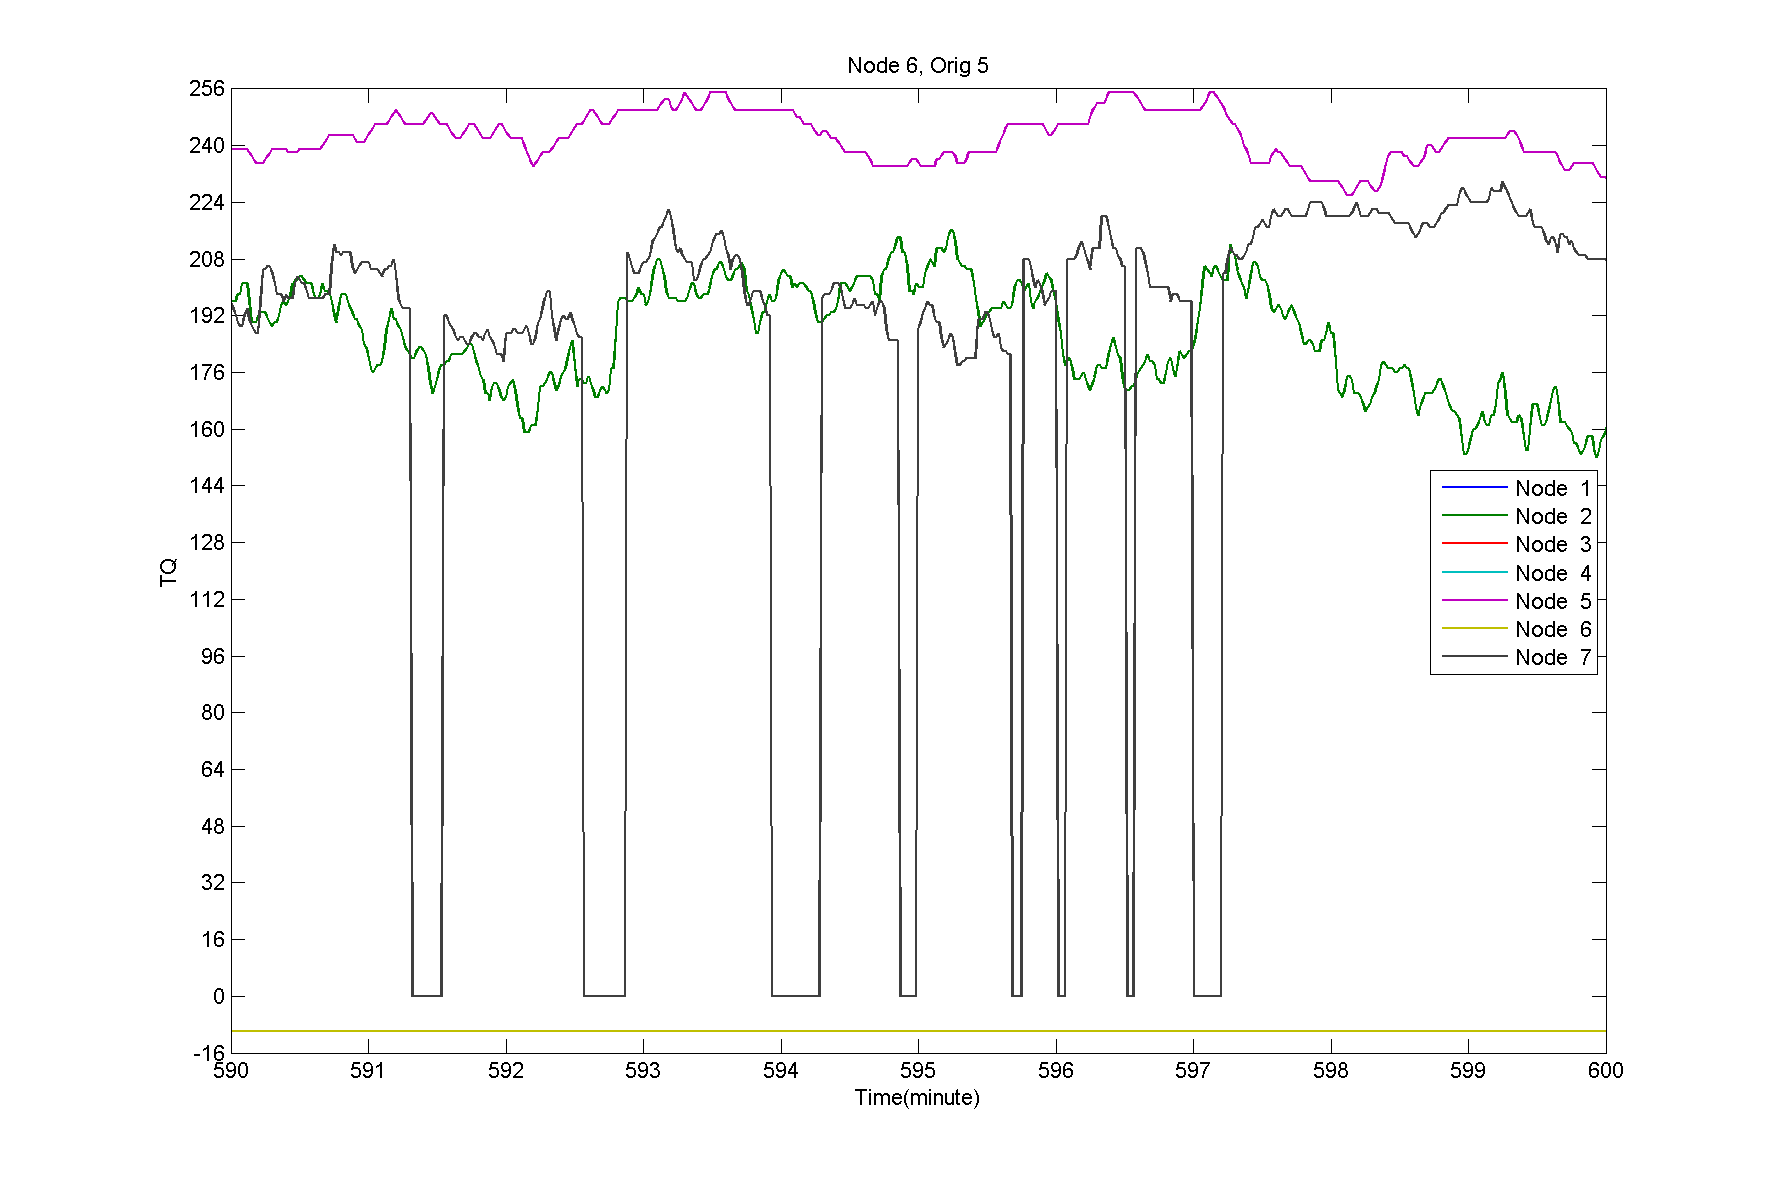 Node 6, Orig 5
256
240
224
208
192
176
160
144
128
112
96
80
64
48
32
16
0
-16
TQ
Node 1
Node 2
Node 3
Node 4
Node 5
Node 6
Node 7
590 591 592 593 594 595 596 597 598 599 600
Time(minute)